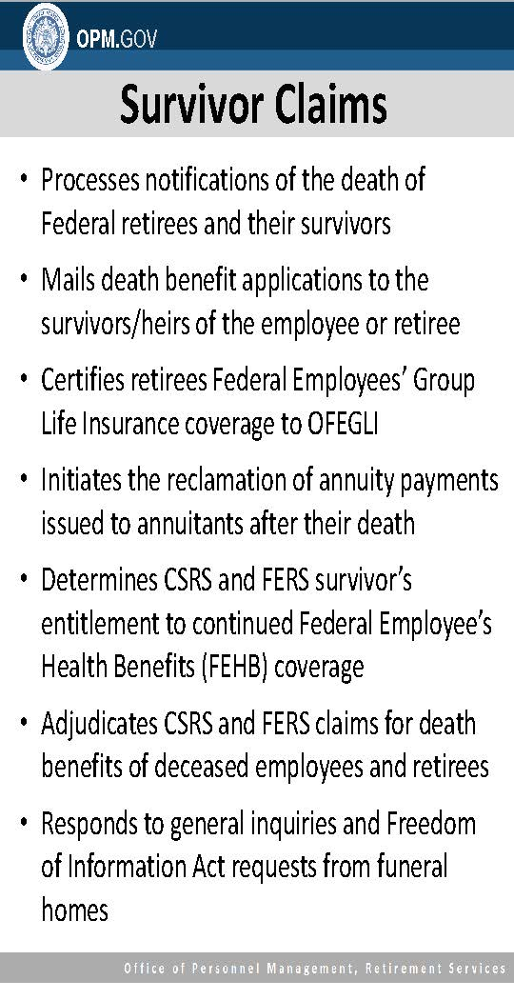 OPM.GOV
Survivor Claims
• Processes notifications of the death of
Federal retirees and their survivors
• Mails death benefit applications to the
survivors/heirs of the employee or retiree
• Certifies retirees Federal Employees’ Group
Life Insurance coverage to OFEGLI
• Initiates the reclamation of annuity payments
issued to annuitants after their death
• Determines CSRS and FERS survivor’s
entitlement to continued Federal Employee’s
Health Benefits (FEHB) coverage
• Adjudicates CSRS and FERS claims for death
benefits of deceased employees and retirees
• Responds to general inquiries and Freedom
of Information Act requests from funeral
homes
Office of Personnel Management, Retirement Services